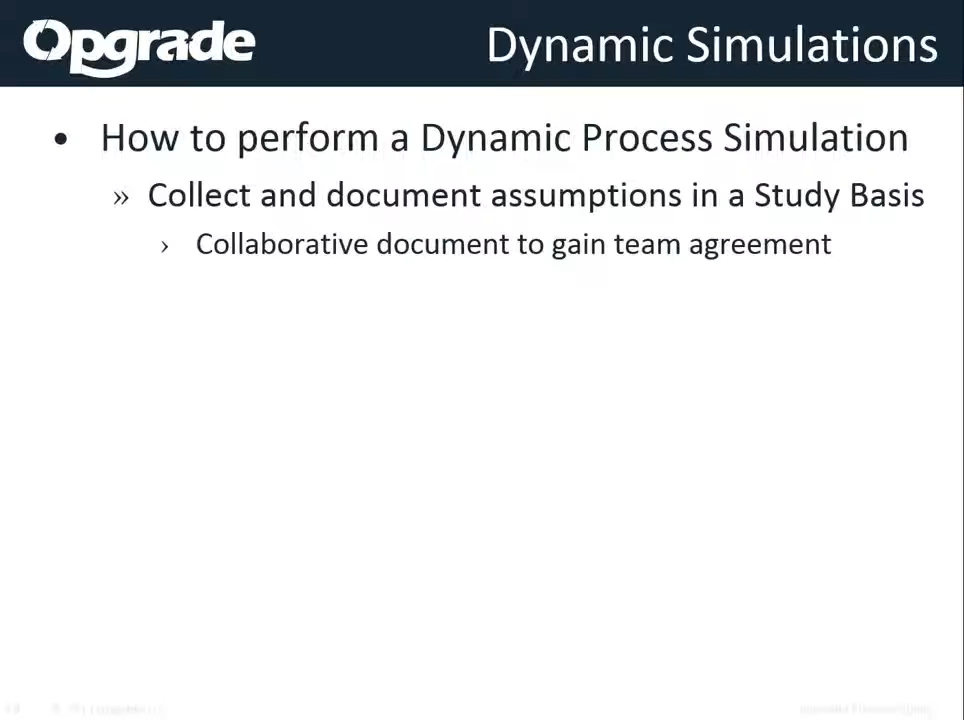 Opgrade
Dynamic Simulations
• How to perform a Dynamic Process Simulation
» Collect and document assumptions in a Study Basis
› Collaborative document to gain team agreement